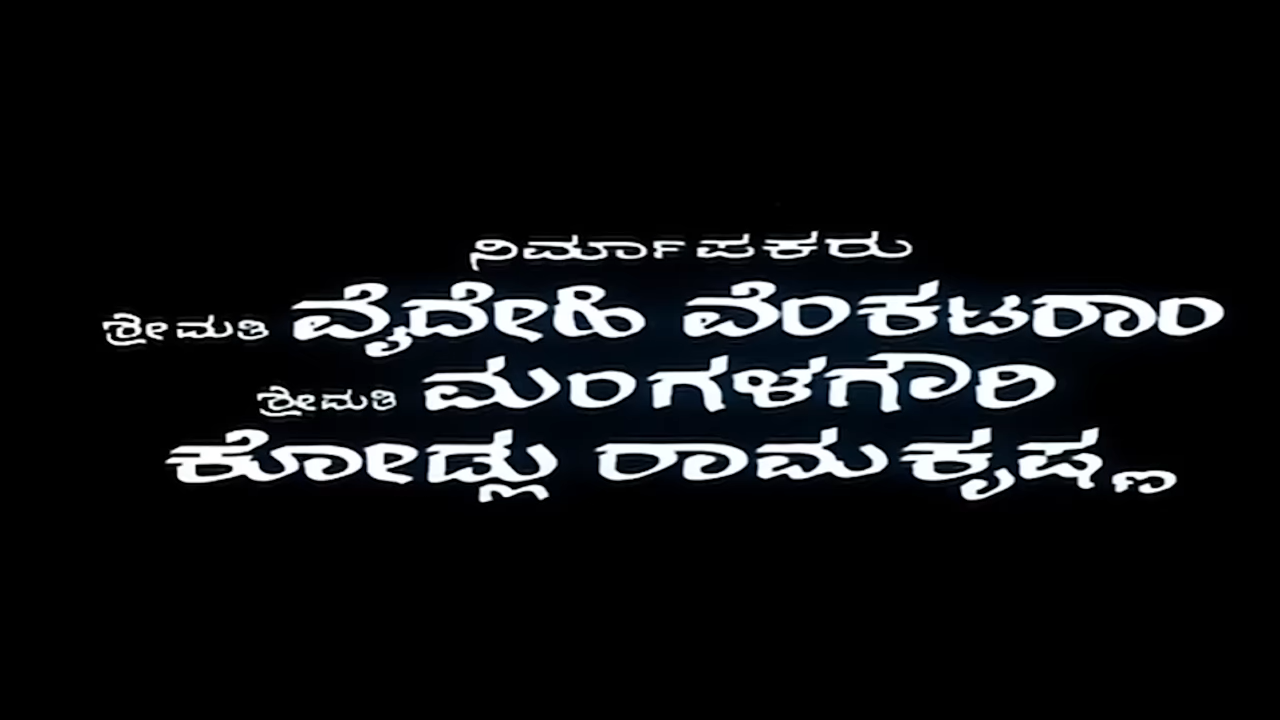 ನಿರ್ಮಾಪಕರು
ಶ್ರೀಮತಿ ವೈದೇಹಿ ವೆಂಕಟರಾಂ
ಶ್ರೀಮತಿ ಮಂಗಳಗೌರಿ
ಕೋಡ್ಲು ರಾಮಕೃಷ್ಣ